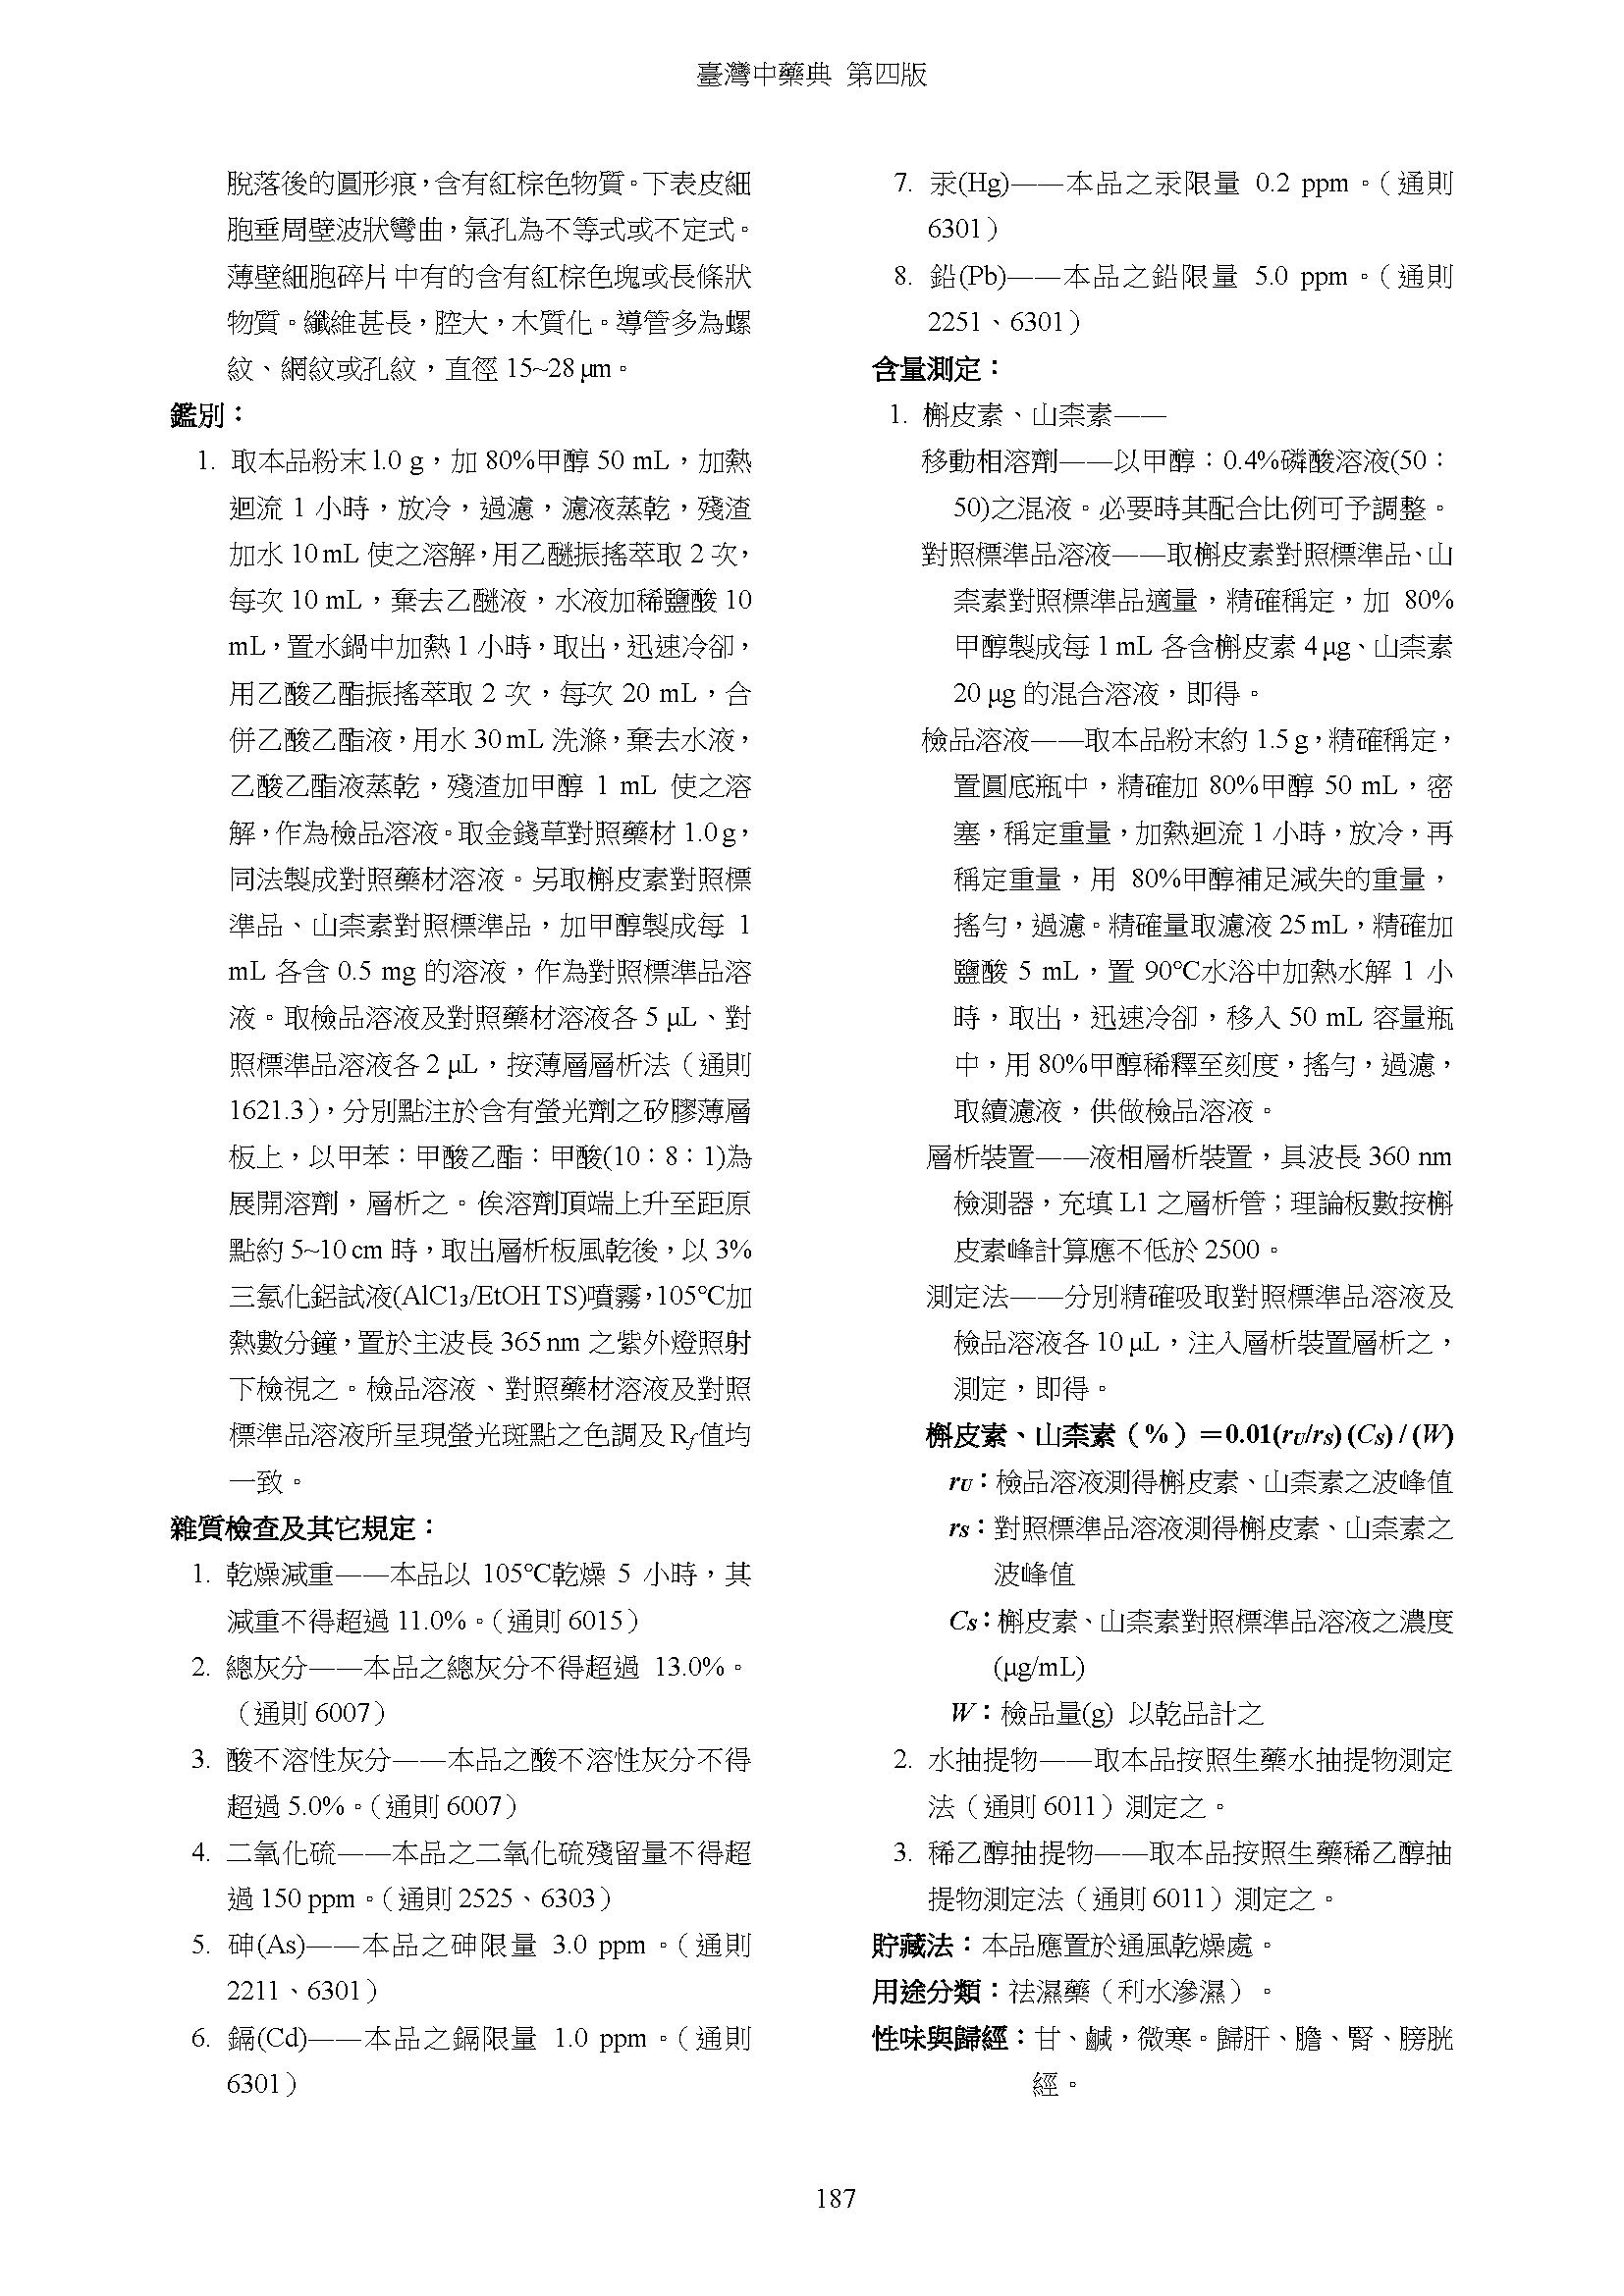 臺灣中藥典 第四版
脫落後的圓形痕，含有紅棕色物質。下表皮細
胞垂周壁波狀彎曲，氣孔為不等式或不定式。
薄壁細胞碎片中有的含有紅棕色塊或長條狀
物質。纖維甚長，腔大，木質化。導管多為螺
紋、網紋或孔紋，直徑 15~28 μm。
鑑別：
1. 取本品粉末 1.0 g，加 80%甲醇 50 mL，加熱
迴流 1 小時，放冷，過濾，濾液蒸乾，殘渣
加水 10 mL 使之溶解，用乙醚振搖萃取 2 次，
每次 10 mL，棄去乙醚液，水液加稀鹽酸 10
mL，置水鍋中加熱 1 小時，取出，迅速冷卻，
用乙酸乙酯振搖萃取 2 次，每次 20 mL，合
併乙酸乙酯液，用水 30 mL 洗滌，棄去水液，
乙酸乙酯液蒸乾，殘渣加甲醇 1 mL 使之溶
解，作為檢品溶液。取金錢草對照藥材 1.0 g，
同法製成對照藥材溶液。另取槲皮素對照標
準品、山柰素對照標準品，加甲醇製成每 1
mL 各含 0.5 mg 的溶液，作為對照標準品溶
液。取檢品溶液及對照藥材溶液各 5 μL、對
照標準品溶液各 2 μL，按薄層層析法（通則
1621.3），分別點注於含有螢光劑之矽膠薄層
板上，以甲苯：甲酸乙酯：甲酸(10：8：1)為
展開溶劑，層析之。俟溶劑頂端上升至距原
點約 5~10 cm 時，取出層析板風乾後，以 3%
三氯化鋁試液(AlCl₃/EtOH TS)噴霧，105℃加
熱數分鐘，置於主波長 365 nm 之紫外燈照射
下檢視之。檢品溶液、對照藥材溶液及對照
標準品溶液所呈現螢光斑點之色調及 Rf值均
一致。
雜質檢查及其它規定：
1. 乾燥減重——本品以 105℃乾燥 5 小時，其
減重不得超過 11.0%。（通則 6015）
2. 總灰分——本品之總灰分不得超過 13.0%。
（通則 6007）
3. 酸不溶性灰分——本品之酸不溶性灰分不得
超過 5.0%。（通則 6007）
4. 二氧化硫——本品之二氧化硫殘留量不得超
過 150 ppm。（通則 2525、6303）
5. 砷(As)——本品之砷限量 3.0 ppm。（通則
2211、6301）
6. 鎘(Cd)——本品之鎘限量 1.0 ppm。（通則
6301）
7. 汞(Hg)——本品之汞限量 0.2 ppm。（通則
6301）
8. 鉛(Pb)——本品之鉛限量 5.0 ppm。（通則
2251、6301）
含量測定：
1. 槲皮素、山柰素——
移動相溶劑——以甲醇：0.4%磷酸溶液(50：
50)之混液。必要時其配合比例可予調整。
對照標準品溶液——取槲皮素對照標準品、山
柰素對照標準品適量，精確稱定，加 80%
甲醇製成每 1 mL 各含槲皮素 4 μg、山柰素
20 μg 的混合溶液，即得。
檢品溶液——取本品粉末約 1.5 g，精確稱定，
置圓底瓶中，精確加 80%甲醇 50 mL，密
塞，稱定重量，加熱迴流 1 小時，放冷，再
稱定重量，用 80%甲醇補足減失的重量，
搖勻，過濾。精確量取濾液 25 mL，精確加
鹽酸 5 mL，置 90℃水浴中加熱水解 1 小
時，取出，迅速冷卻，移入 50 mL 容量瓶
中，用 80%甲醇稀釋至刻度，搖勻，過濾，
取續濾液，供做檢品溶液。
層析裝置——液相層析裝置，具波長 360 nm
檢測器，充填 L1 之層析管；理論板數按槲
皮素峰計算應不低於 2500。
測定法——分別精確吸取對照標準品溶液及
檢品溶液各 10 μL，注入層析裝置層析之，
測定，即得。
槲皮素、山柰素（%）＝0.01(rU/rS) (CS) / (W)
rU：檢品溶液測得槲皮素、山柰素之波峰值
rS：對照標準品溶液測得槲皮素、山柰素之
波峰值
CS：槲皮素、山柰素對照標準品溶液之濃度
(μg/mL)
W：檢品量(g) 以乾品計之
2. 水抽提物——取本品按照生藥水抽提物測定
法（通則 6011）測定之。
3. 稀乙醇抽提物——取本品按照生藥稀乙醇抽
提物測定法（通則 6011）測定之。
貯藏法：本品應置於通風乾燥處。
用途分類：祛濕藥（利水滲濕）。
性味與歸經：甘、鹹，微寒。歸肝、膽、腎、膀胱
經。
187